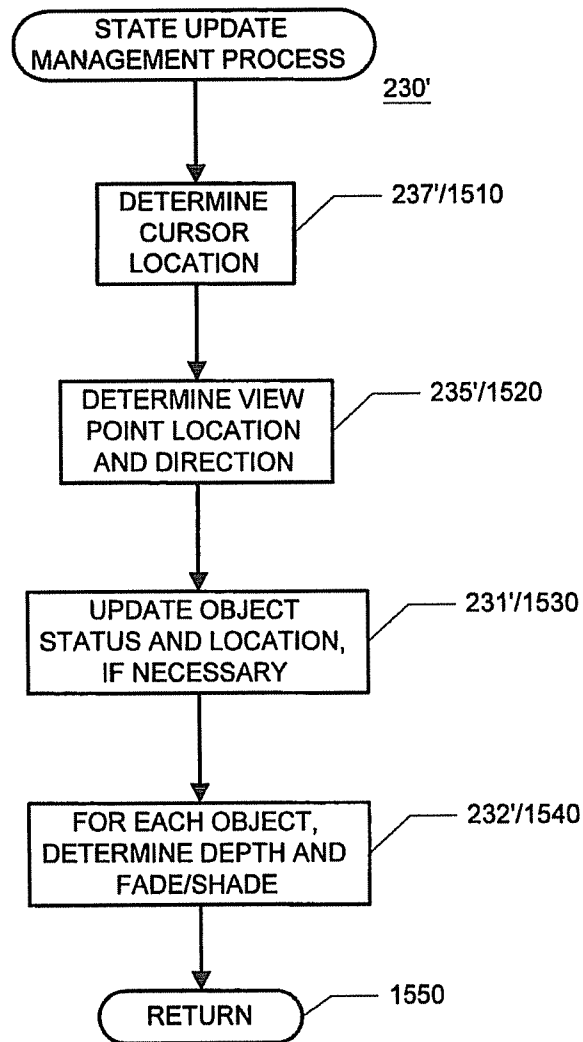 STATE UPDATE
MANAGEMENT PROCESS
230'
DETERMINE
CURSOR
LOCATION
237'/1510
DETERMINE VIEW
POINT LOCATION
AND DIRECTION
235'/1520
UPDATE OBJECT
STATUS AND LOCATION,
IF NECESSARY
231'/1530
FOR EACH OBJECT,
DETERMINE DEPTH AND
FADE/SHADE
232'/1540
RETURN
1550